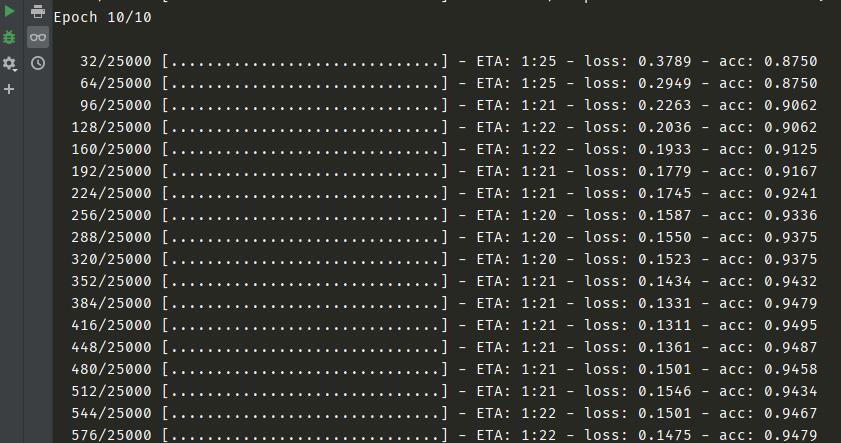 Epoch 10/10
32/25000 [..............................] - ETA: 1:25 - loss: 0.3789 - acc: 0.8750
64/25000 [..............................] - ETA: 1:25 - loss: 0.2949 - acc: 0.8750
96/25000 [..............................] - ETA: 1:21 - loss: 0.2263 - acc: 0.9062
128/25000 [..............................] - ETA: 1:22 - loss: 0.2036 - acc: 0.9062
160/25000 [..............................] - ETA: 1:22 - loss: 0.1933 - acc: 0.9125
192/25000 [..............................] - ETA: 1:21 - loss: 0.1779 - acc: 0.9167
224/25000 [..............................] - ETA: 1:21 - loss: 0.1745 - acc: 0.9241
256/25000 [..............................] - ETA: 1:20 - loss: 0.1587 - acc: 0.9336
288/25000 [..............................] - ETA: 1:20 - loss: 0.1550 - acc: 0.9375
320/25000 [..............................] - ETA: 1:20 - loss: 0.1523 - acc: 0.9375
352/25000 [..............................] - ETA: 1:21 - loss: 0.1434 - acc: 0.9432
384/25000 [..............................] - ETA: 1:21 - loss: 0.1331 - acc: 0.9479
416/25000 [..............................] - ETA: 1:21 - loss: 0.1311 - acc: 0.9495
448/25000 [..............................] - ETA: 1:21 - loss: 0.1361 - acc: 0.9487
480/25000 [..............................] - ETA: 1:21 - loss: 0.1501 - acc: 0.9458
512/25000 [..............................] - ETA: 1:21 - loss: 0.1546 - acc: 0.9434
544/25000 [..............................] - ETA: 1:22 - loss: 0.1501 - acc: 0.9467
576/25000 [..............................] - ETA: 1:22 - loss: 0.1475 - acc: 0.9479